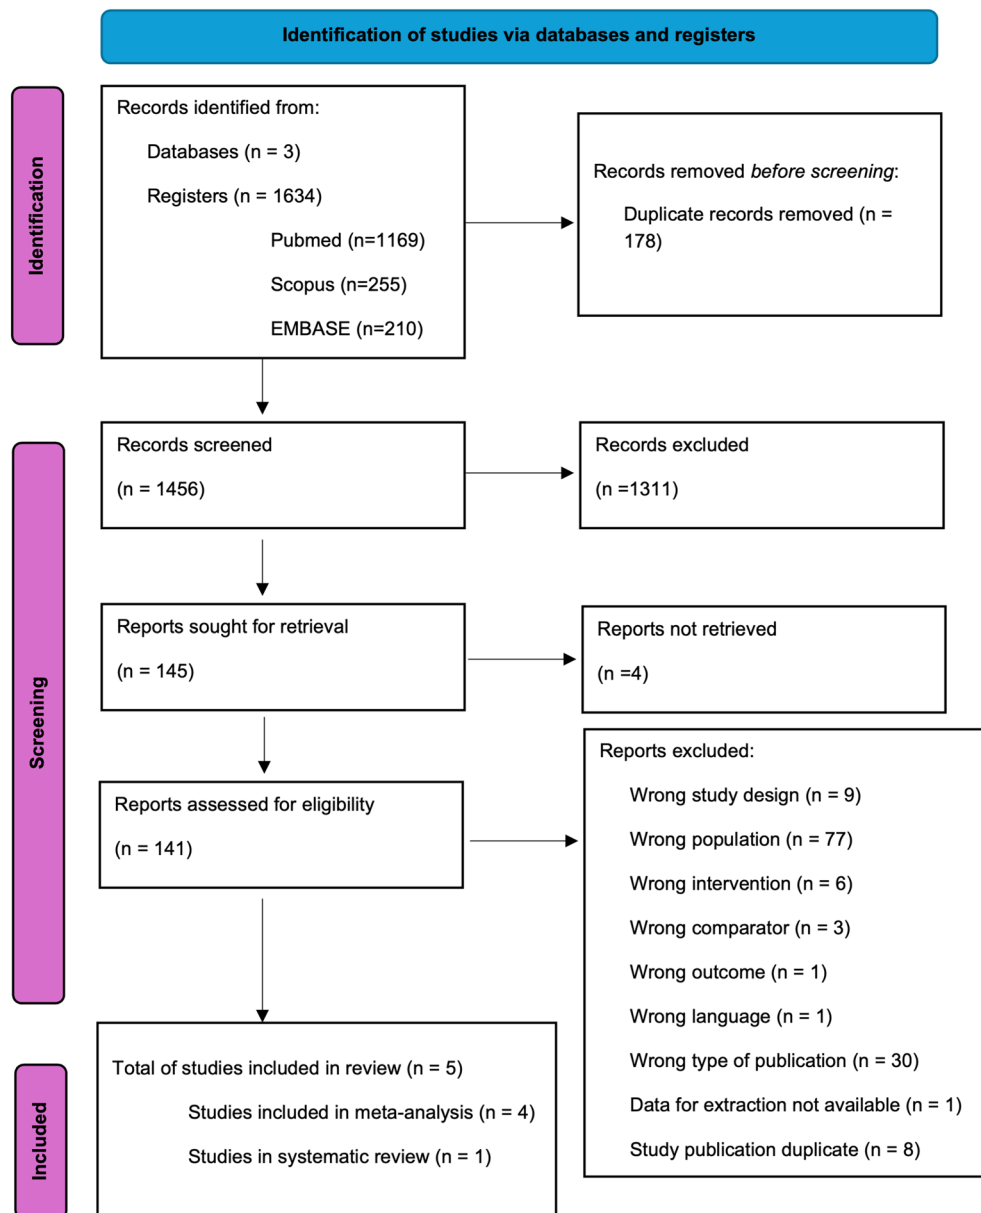 Identification of studies via databases and registers
Identification
Records identified from:
Databases (n = 3)
Registers (n = 1634)
Pubmed (n=1169)
Scopus (n=255)
EMBASE (n=210)
Records removed before screening:
Duplicate records removed (n =
178)
Screening
Records screened
(n = 1456)
Records excluded
(n =1311)
Reports sought for retrieval
(n = 145)
Reports not retrieved
(n =4)
Reports assessed for eligibility
(n = 141)
Reports excluded:
Wrong study design (n = 9)
Wrong population (n = 77)
Wrong intervention (n = 6)
Wrong comparator (n = 3)
Wrong outcome (n = 1)
Wrong language (n = 1)
Wrong type of publication (n = 30)
Data for extraction not available (n = 1)
Study publication duplicate (n = 8)
Included
Total of studies included in review (n = 5)
Studies included in meta-analysis (n = 4)
Studies in systematic review (n = 1)